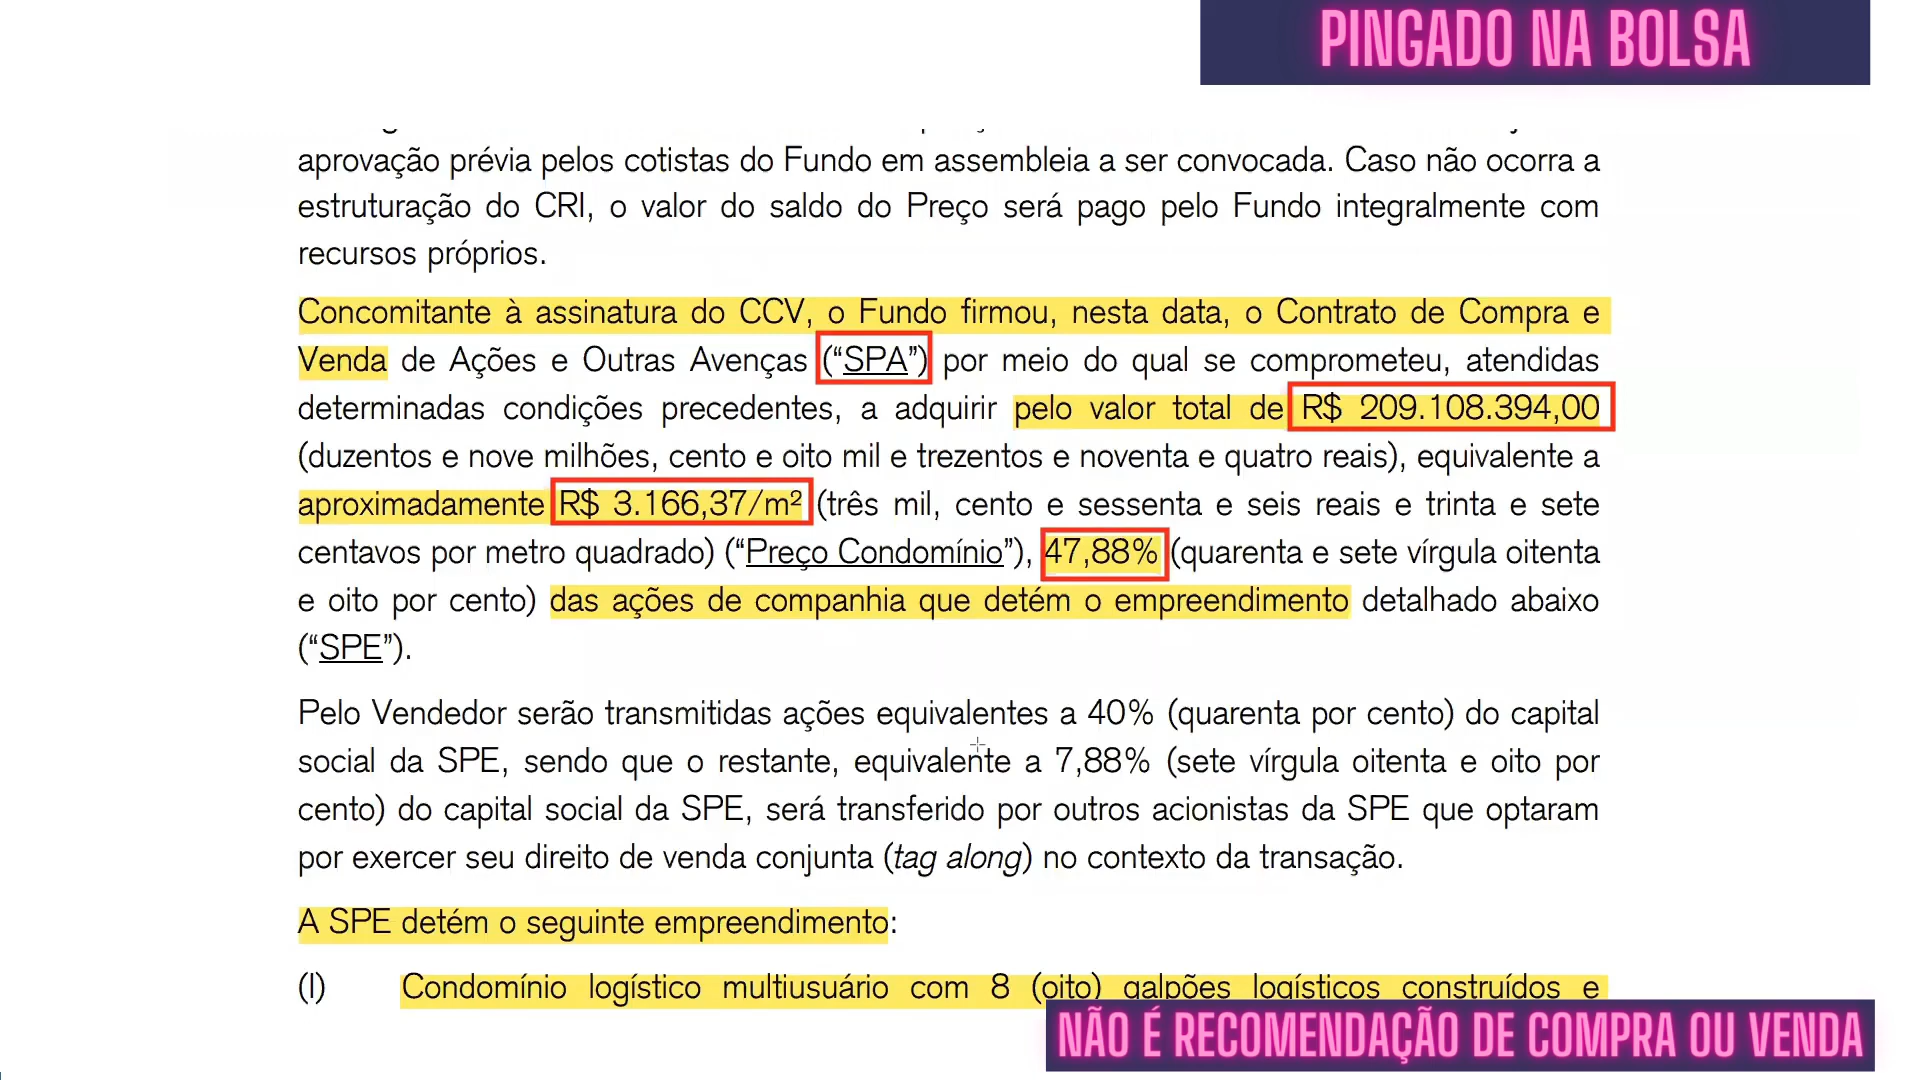 PINGADO NA BOLSA
aprovação prévia pelos cotistas do Fundo em assembleia a ser convocada. Caso não ocorra a
estruturação do CRI, o valor do saldo do Preço será pago pelo Fundo integralmente com
recursos próprios.
Concomitante à assinatura do CCV, o Fundo firmou, nesta data, o Contrato de Compra e
Venda de Ações e Outras Avenças (“SPA”) por meio do qual se comprometeu, atendidas
determinadas condições precedentes, a adquirir pelo valor total de R$ 209.108.394,00
(duzentos e nove milhões, cento e oito mil e trezentos e noventa e quatro reais), equivalente a
aproximadamente R$ 3.166,37/m² (três mil, cento e sessenta e seis reais e trinta e sete
centavos por metro quadrado) (“Preço Condomínio”), 47,88% (quarenta e sete vírgula oitenta
e oito por cento) das ações de companhia que detém o empreendimento detalhado abaixo
(“SPE”).
Pelo Vendedor serão transmitidas ações equivalentes a 40% (quarenta por cento) do capital
social da SPE, sendo que o restante, equivalente a 7,88% (sete vírgula oitenta e oito por
cento) do capital social da SPE, será transferido por outros acionistas da SPE que optaram
por exercer seu direito de venda conjunta (tag along) no contexto da transação.
A SPE detém o seguinte empreendimento:
(I) Condomínio logístico multiusuário com 8 (oito) galpões logísticos construídos e
NÃO É RECOMENDAÇÃO DE COMPRA OU VENDA